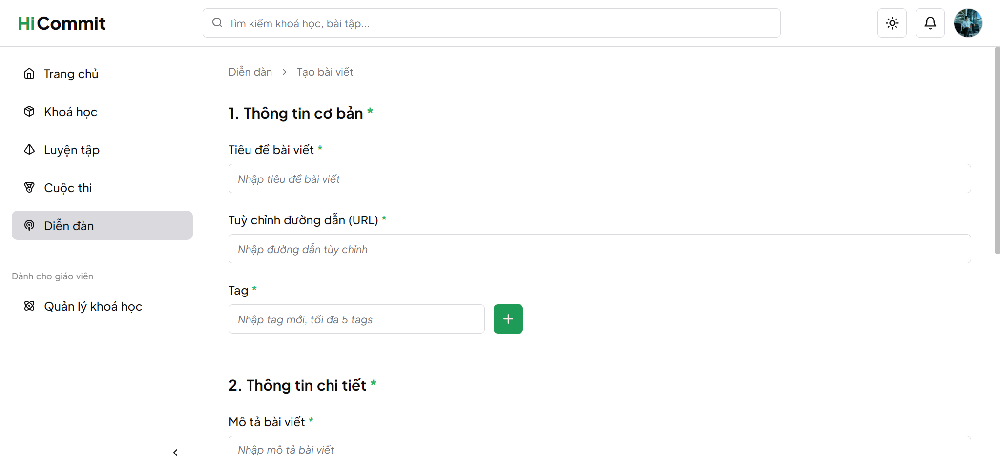 HiCommit
Tìm kiếm khoá học, bài tập...
Trang chủ
Khoá học
Luyện tập
Cuộc thi
Diễn đàn
Dành cho giáo viên
Quản lý khoá học
Diễn đàn > Tạo bài viết
1. Thông tin cơ bản *
Tiêu đề bài viết *
Nhập tiêu đề bài viết
Tuỳ chỉnh đường dẫn (URL) *
Nhập đường dẫn tùy chỉnh
Tag *
Nhập tag mới, tối đa 5 tags
2. Thông tin chi tiết *
Mô tả bài viết *
Nhập mô tả bài viết